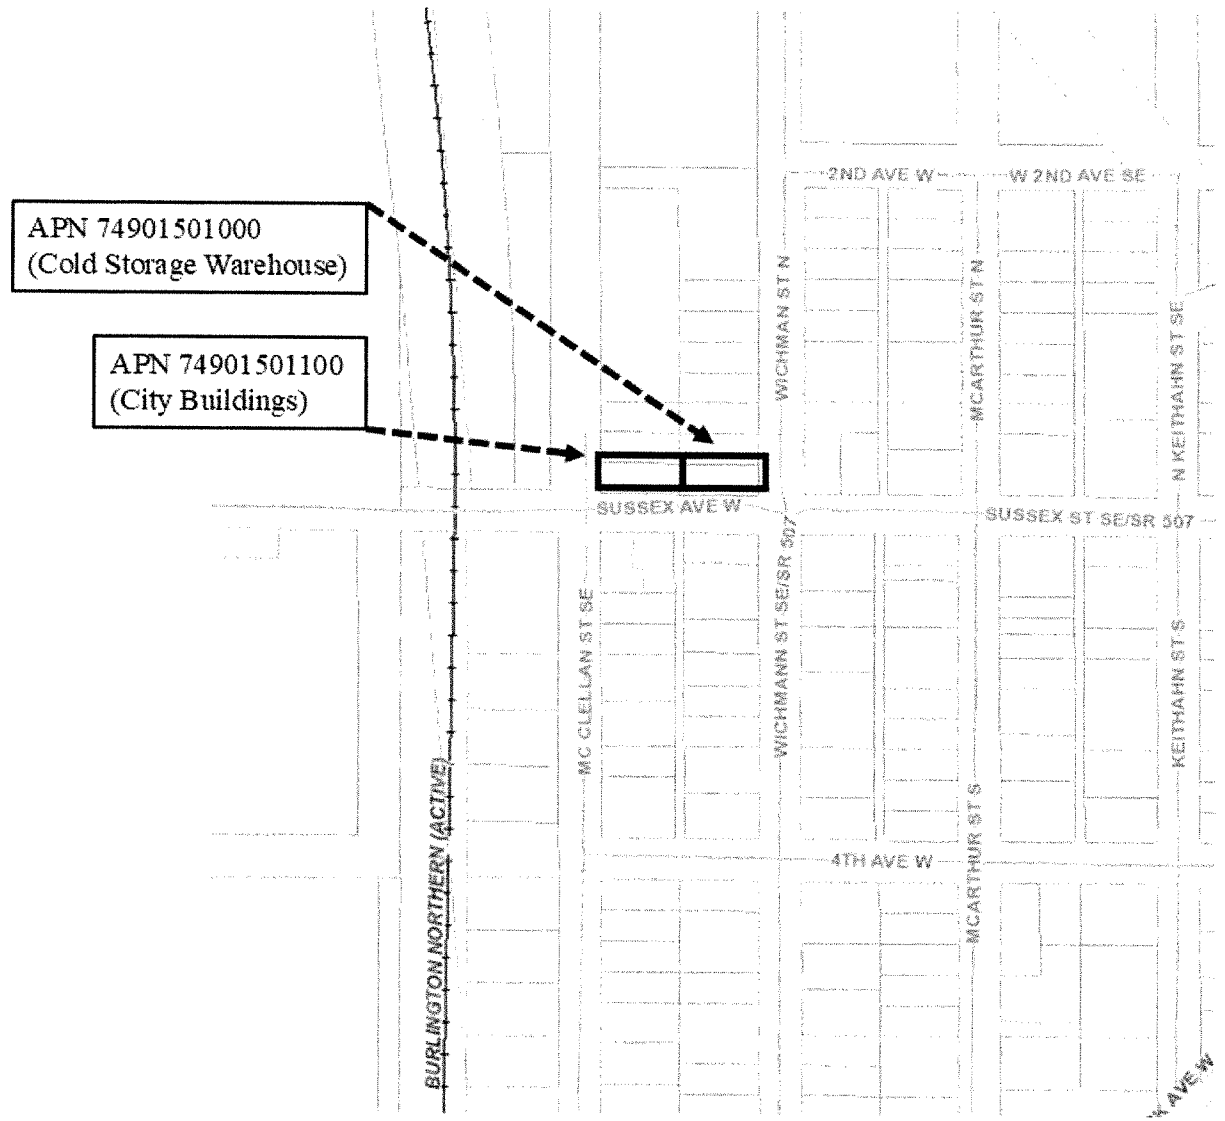 2ND AVE W
W 2ND AVE SE
APN 74901501000
(Cold Storage Warehouse)
WICHMAN ST N
MCARTHUR ST N
N KEITHAHN ST SE
APN 74901501100
(City Buildings)
SUSSEX AVE W
SUSSEX ST SE/SR 507
MC CLELLAN ST SE
WICHMANN ST SE/SR 507
KEITHAHN ST S
BURLINGTON NORTHERN (ACTIVE)
MCARTHUR ST S
4TH AVE W
AVE W